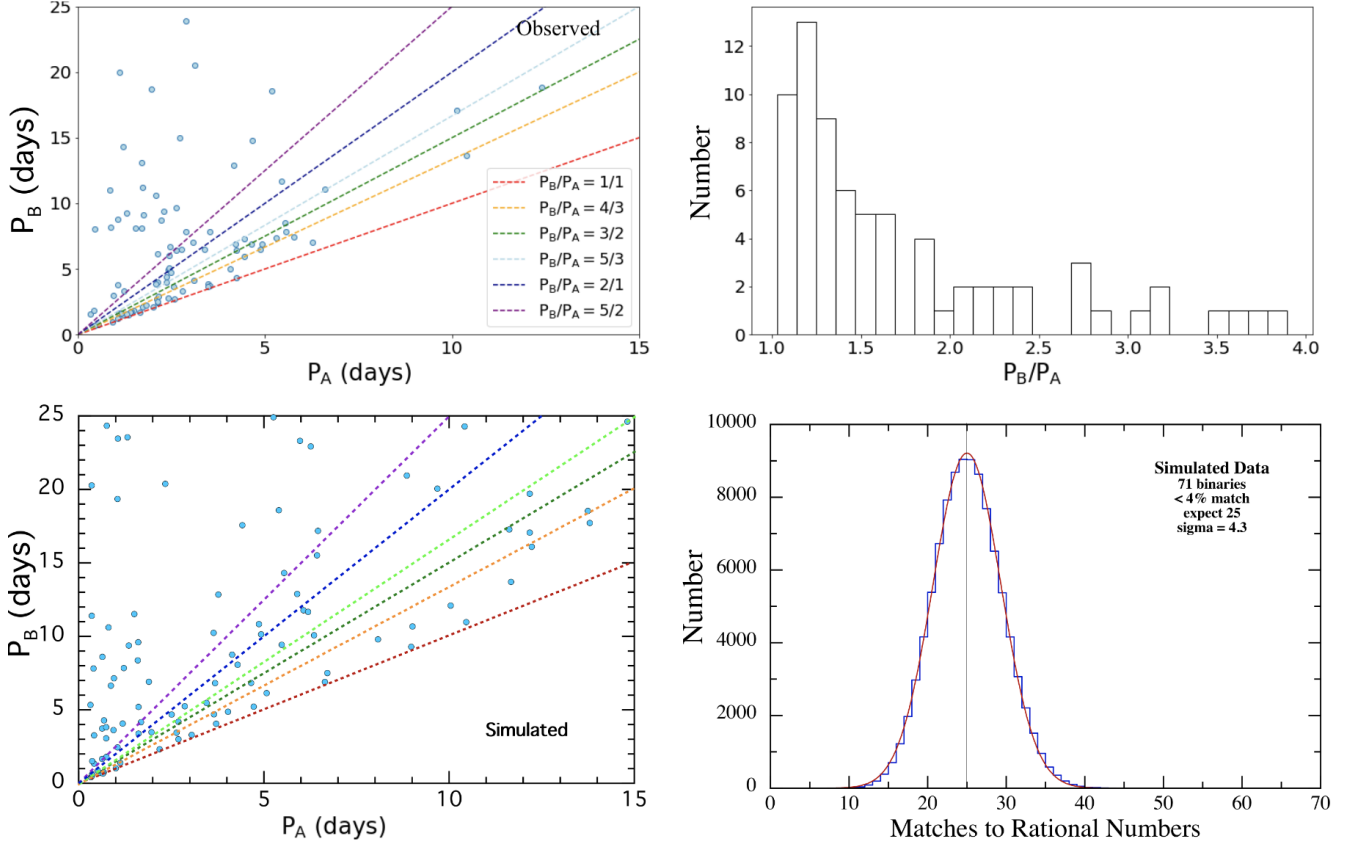 25
20
15
10
5
0
P_B (days)
Observed
P_B/P_A = 1/1
P_B/P_A = 4/3
P_B/P_A = 3/2
P_B/P_A = 5/3
P_B/P_A = 2/1
P_B/P_A = 5/2
0 5 10 15
P_A (days)
12
10
8
6
4
2
0
Number
1.0 1.5 2.0 2.5 3.0 3.5 4.0
P_B/P_A
25
20
15
10
5
0
P_B (days)
Simulated
0 5 10 15
P_A (days)
10000
8000
6000
4000
2000
0
Number
Simulated Data
71 binaries
< 4% match
expect 25
sigma = 4.3
0 10 20 30 40 50 60 70
Matches to Rational Numbers